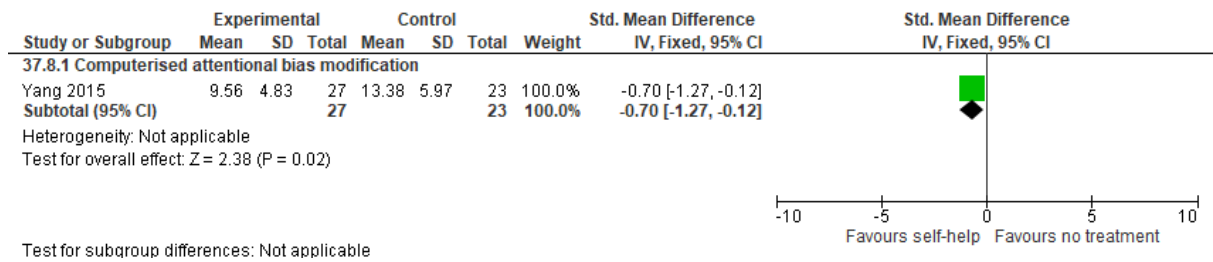 Experimental Control Std. Mean Difference Std. Mean Difference
Study or Subgroup Mean SD Total Mean SD Total Weight IV, Fixed, 95% CI IV, Fixed, 95% CI
37.8.1 Computerised attentional bias modification
Yang 2015 9.56 4.83 27 13.38 5.97 23 100.0% -0.70 [-1.27, -0.12]
Subtotal (95% CI) 27 23 100.0% -0.70 [-1.27, -0.12]
Heterogeneity: Not applicable
Test for overall effect: Z = 2.38 (P = 0.02)
-10 -5 0 5 10
Favours self-help Favours no treatment
Test for subgroup differences: Not applicable